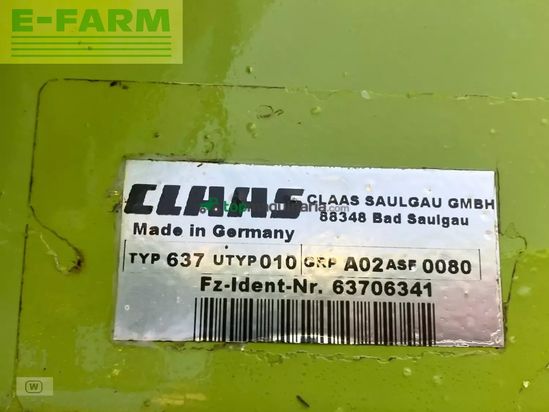 E-FARM
CLAAS
CLAAS SAULGAU GMBH
88348 Bad Saulgau
Made in Germany
TYP 637 UTYP 010 GRP A02 ASF 0080
Fz-Ident-Nr. 63706341
W